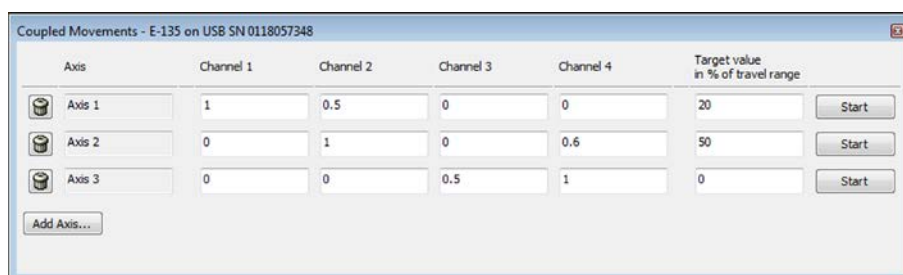 Coupled Movements - E-135 on USB SN 0118057348
Axis Channel 1 Channel 2 Channel 3 Channel 4 Target value
in % of travel range
Axis 1 1 0.5 0 0 20 Start
Axis 2 0 1 0 0.6 50 Start
Axis 3 0 0 0.5 1 0 Start
Add Axis...